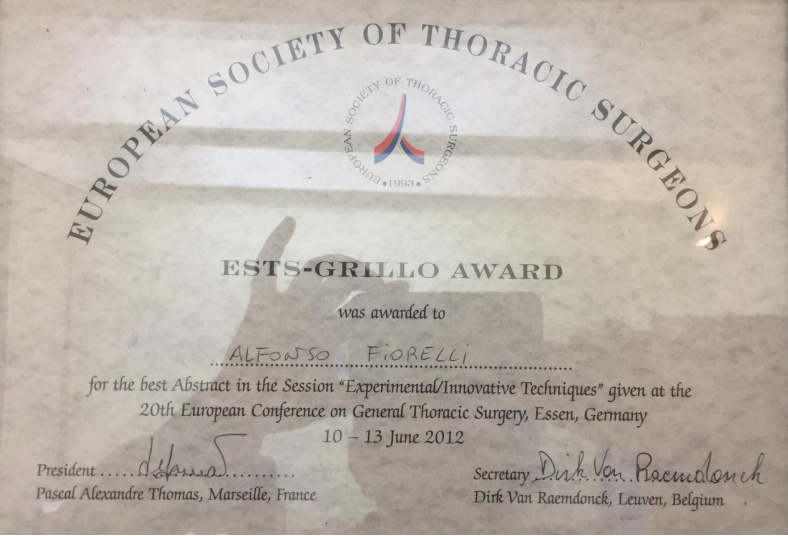 EUROPEAN SOCIETY OF THORACIC SURGEONS
EUROPEAN SOCIETY OF THORACIC SURGEONS
•1993•
ESTS-GRILLO AWARD
was awarded to
ALFONSO FIORELLI
for the best Abstract in the Session “Experimental/Innovative Techniques” given at the
20th European Conference on General Thoracic Surgery, Essen, Germany
10 – 13 June 2012
President
Pascal Alexandre Thomas, Marseille, France
Secretary Dirk Van Raemdonck
Dirk Van Raemdonck, Leuven, Belgium